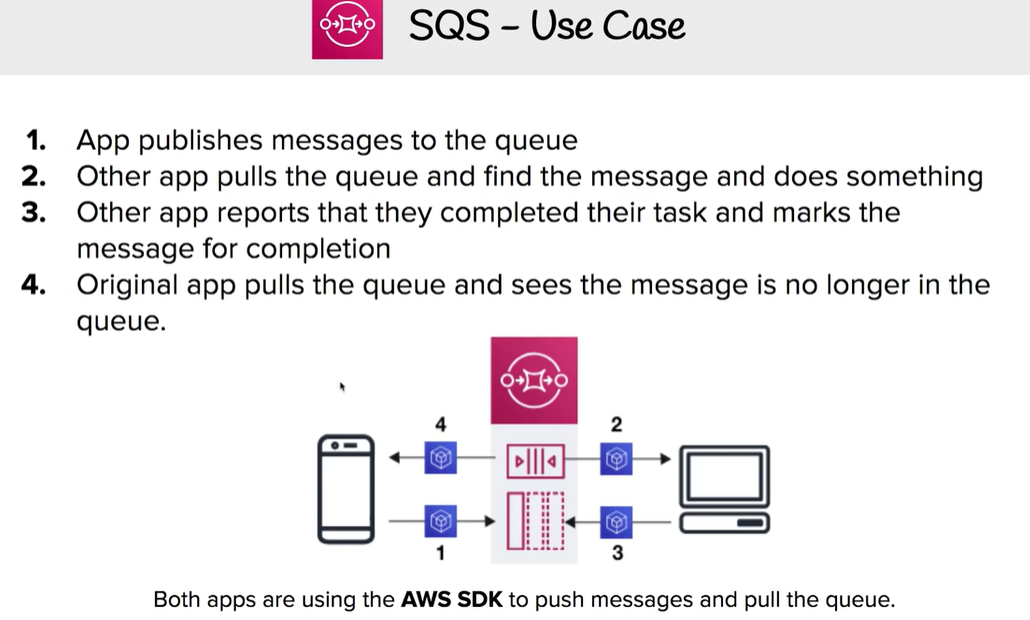 SQS – Use Case
1. App publishes messages to the queue
2. Other app pulls the queue and find the message and does something
3. Other app reports that they completed their task and marks the
message for completion
4. Original app pulls the queue and sees the message is no longer in the
queue.
4 2
1 3
Both apps are using the AWS SDK to push messages and pull the queue.